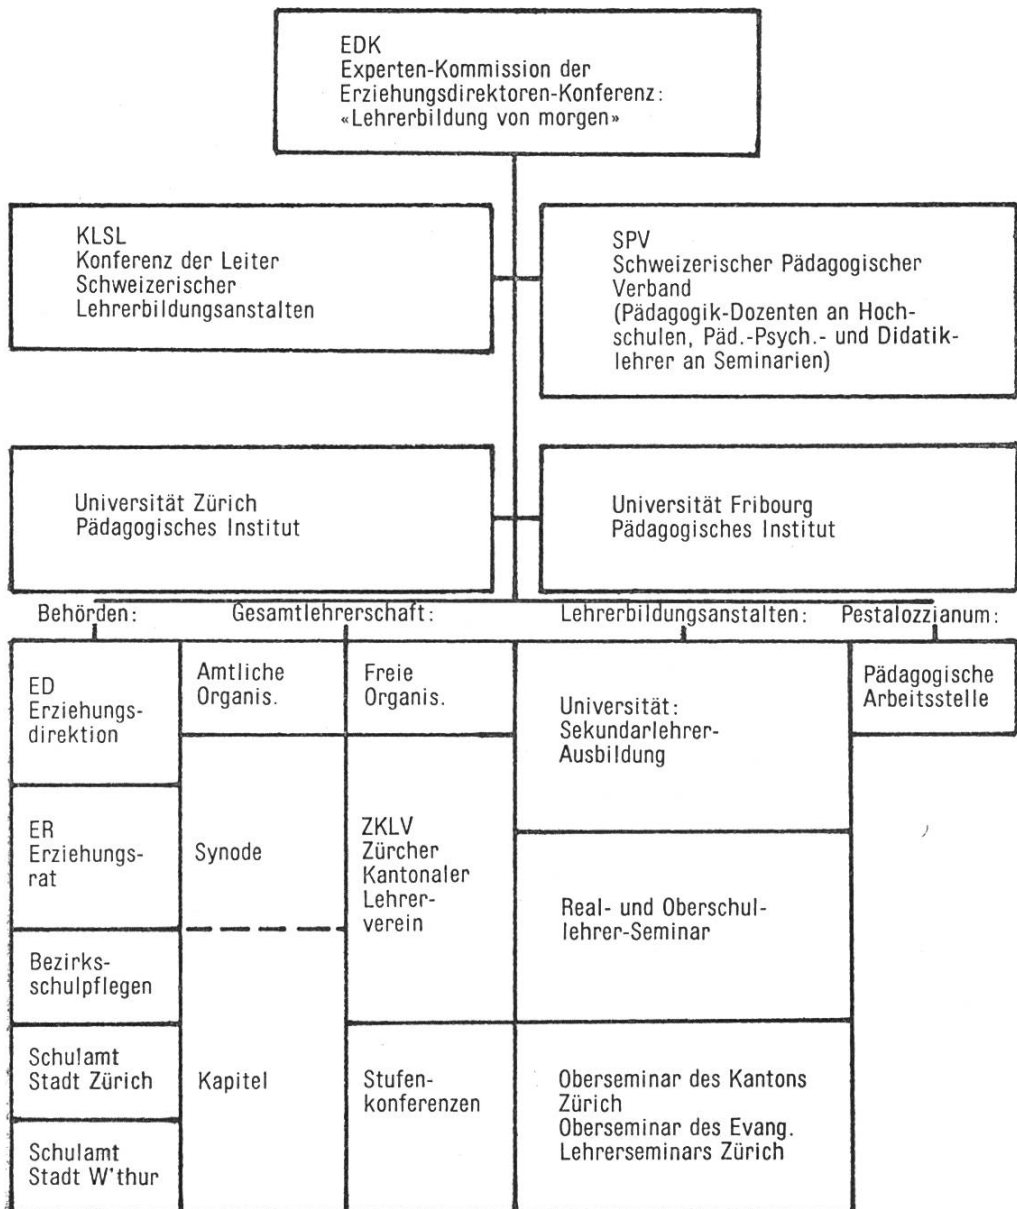 EDK
Experten-Kommission der
Erziehungsdirektoren-Konferenz:
«Lehrerbildung von morgen»
KLSL
Konferenz der Leiter
Schweizerischer
Lehrerbildungsanstalten
SPV
Schweizerischer Pädagogischer
Verband
(Pädagogik-Dozenten an Hoch-
schulen, Päd.-Psych.- und Didatik-
lehrer an Seminarien)
Universität Zürich
Pädagogisches Institut
Universität Fribourg
Pädagogisches Institut
Behörden:
Gesamtlehrerschaft:
Lehrerbildungsanstalten:
Pestalozzianum:
ED
Erziehungs-
direktion
ER
Erziehungs-
rat
Bezirks-
schulpflegen
Schulamt
Stadt Zürich
Schulamt
Stadt W'thur
Amtliche
Organis.
Synode
Kapitel
Freie
Organis.
ZKLV
Zürcher
Kantonaler
Lehrer-
verein
Stufen-
konferenzen
Universität:
Sekundarlehrer-
Ausbildung
Real- und Oberschul-
lehrer-Seminar
Oberseminar des Kantons
Zürich
Oberseminar des Evang.
Lehrerseminars Zürich
Pädagogische
Arbeitsstelle